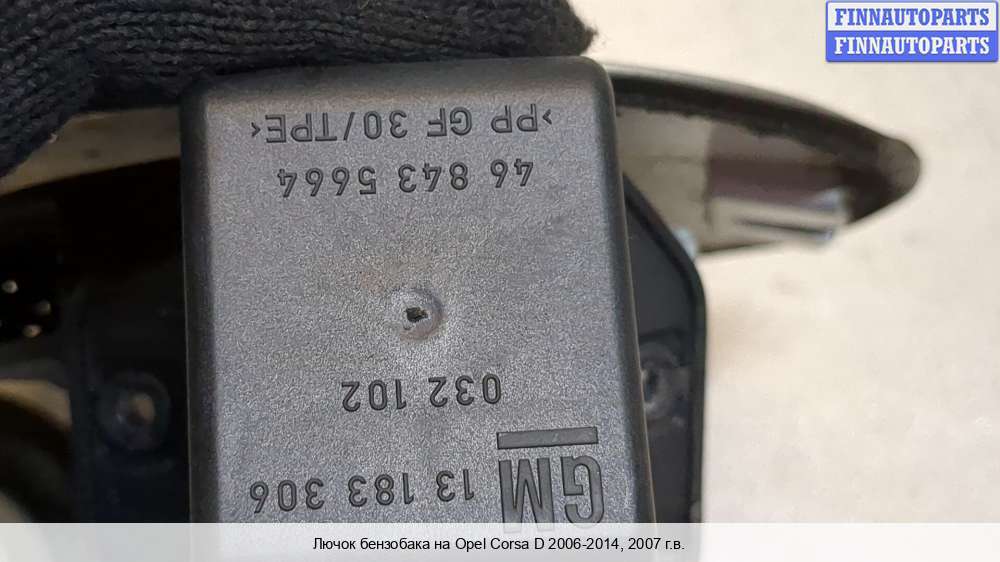 FINNAUTOPARTS
FINNAUTOPARTS
GM 13 183 306
032 102
46 843 5664
>PP GF 30/TPE<
Лючок бензобака на Opel Corsa D 2006-2014, 2007 г.в.